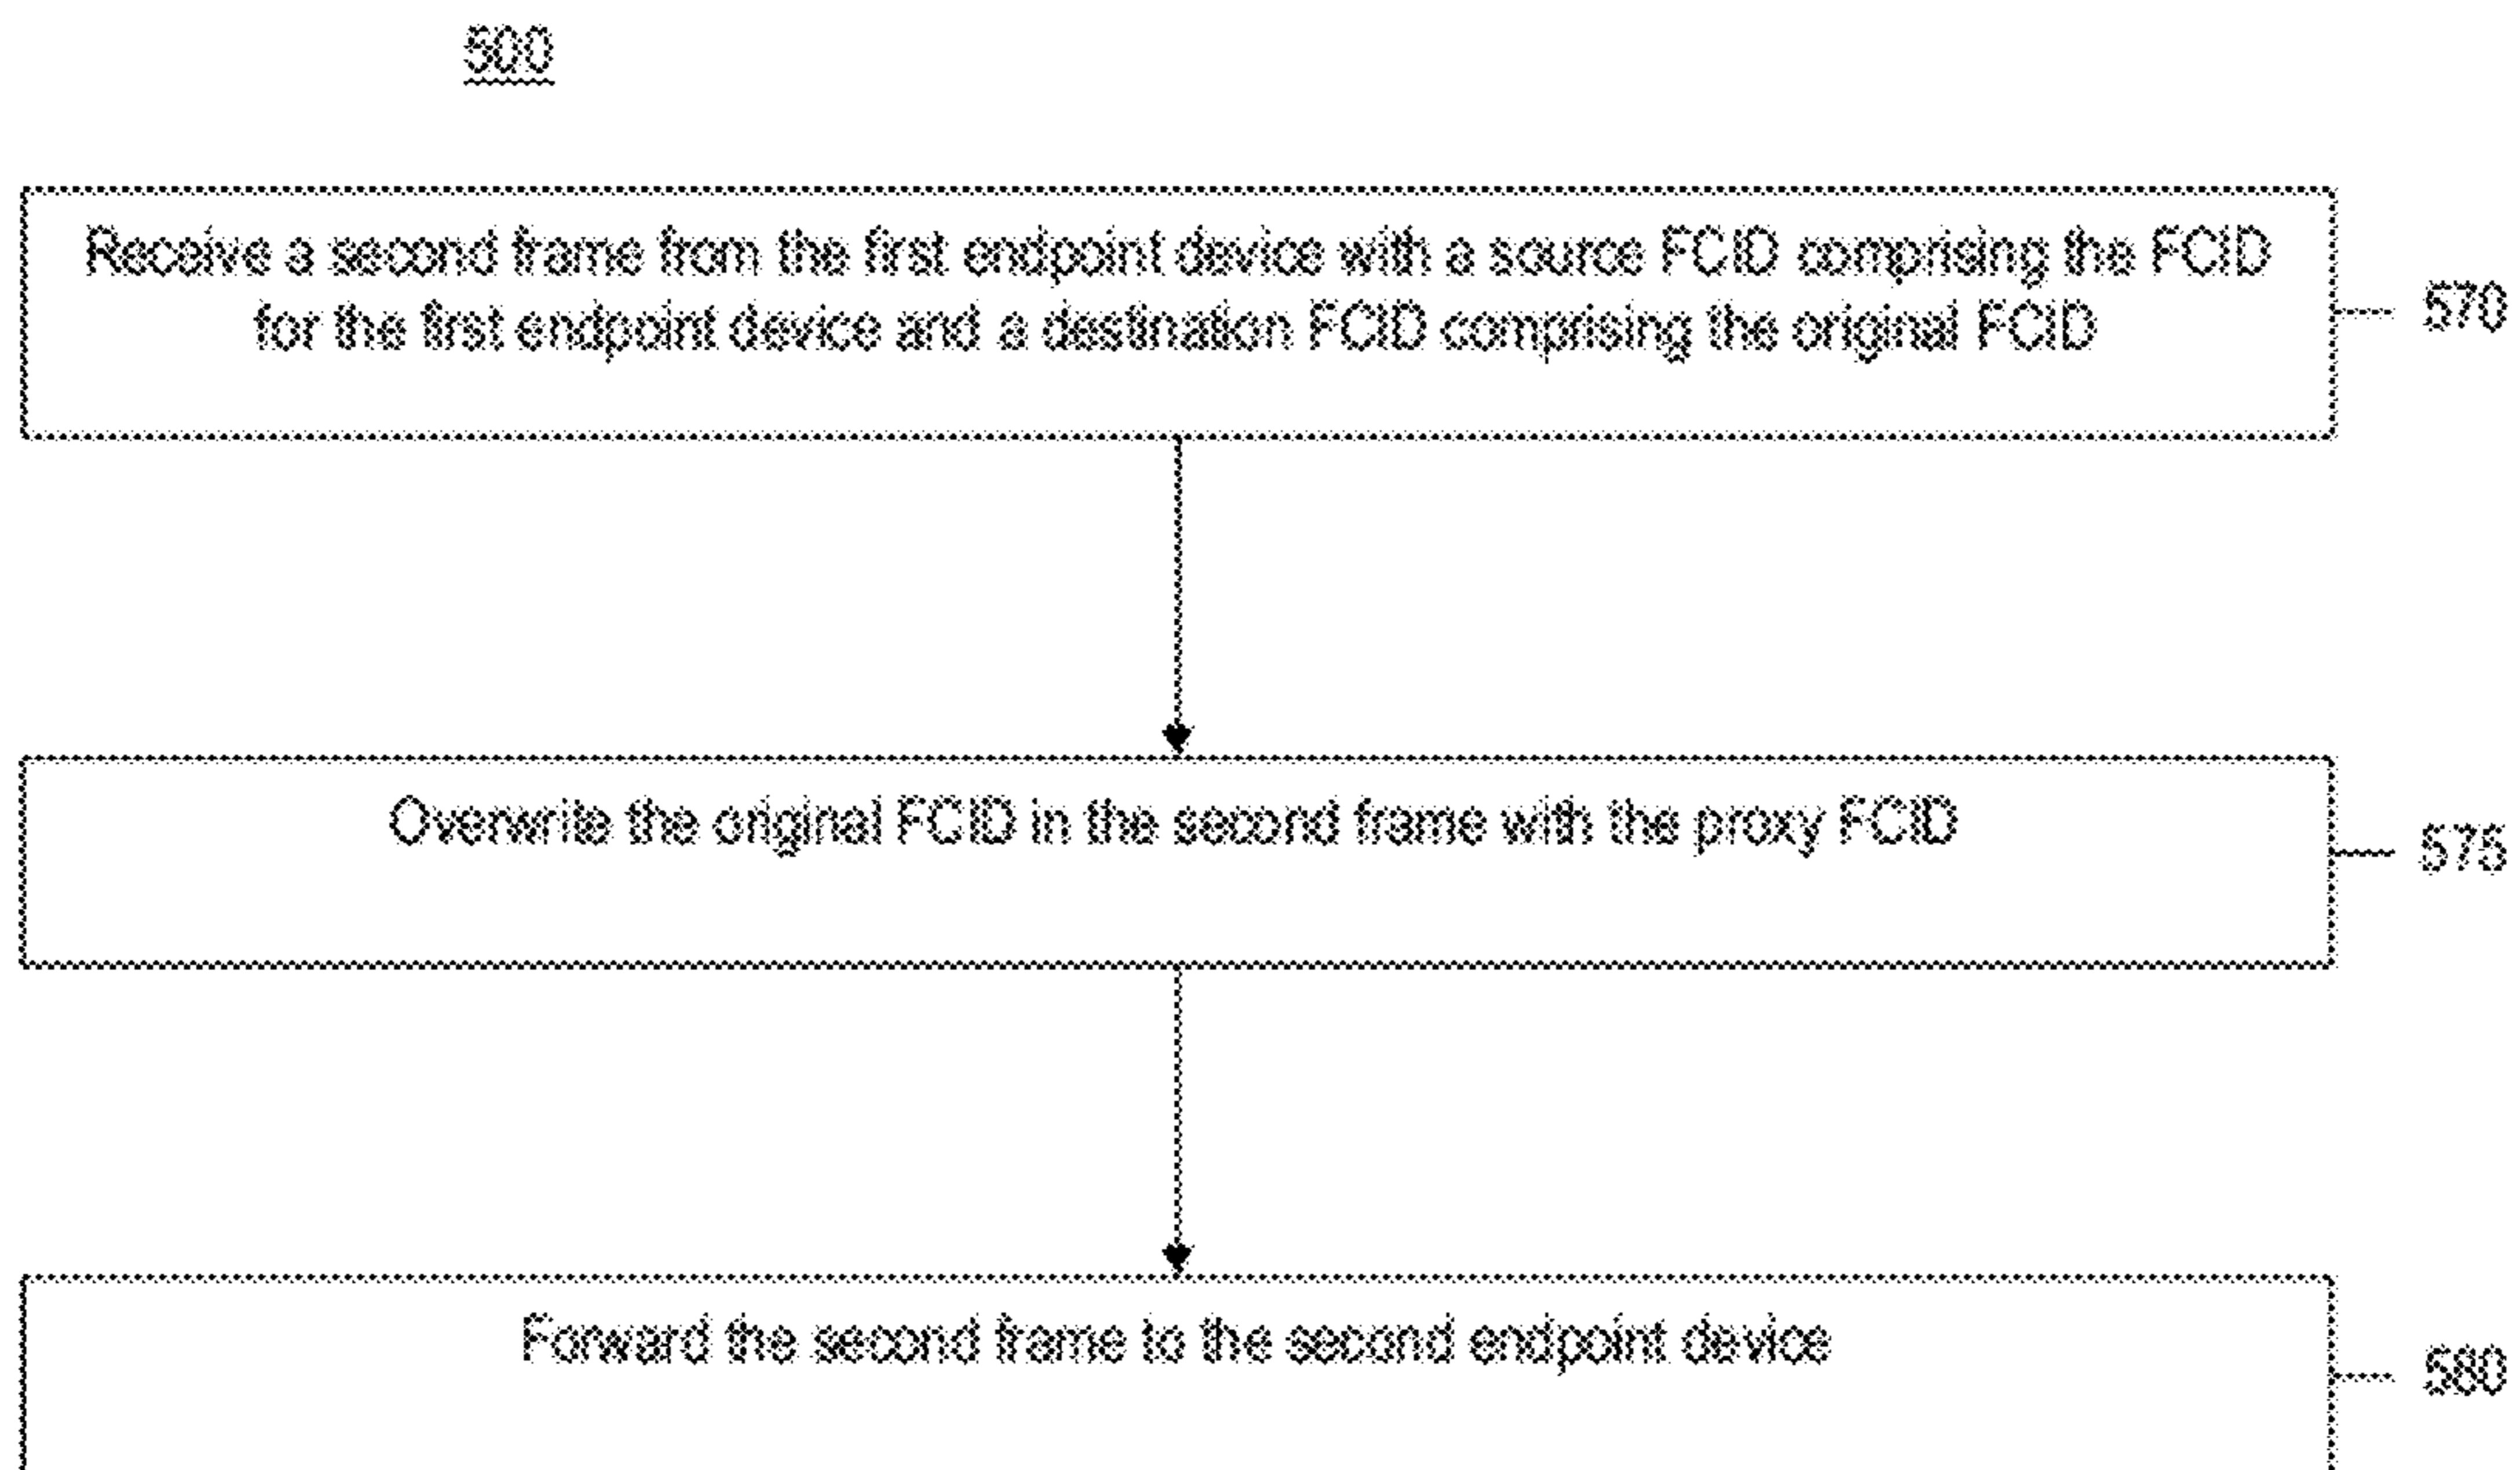 500
Receive a second frame from the first endpoint device with a source FCID comprising the FCID
for the first endpoint device and a destination FCID comprising the original FCID
570
Overwrite the original FCID in the second frame with the proxy FCID
575
Forward the second frame to the second endpoint device
580